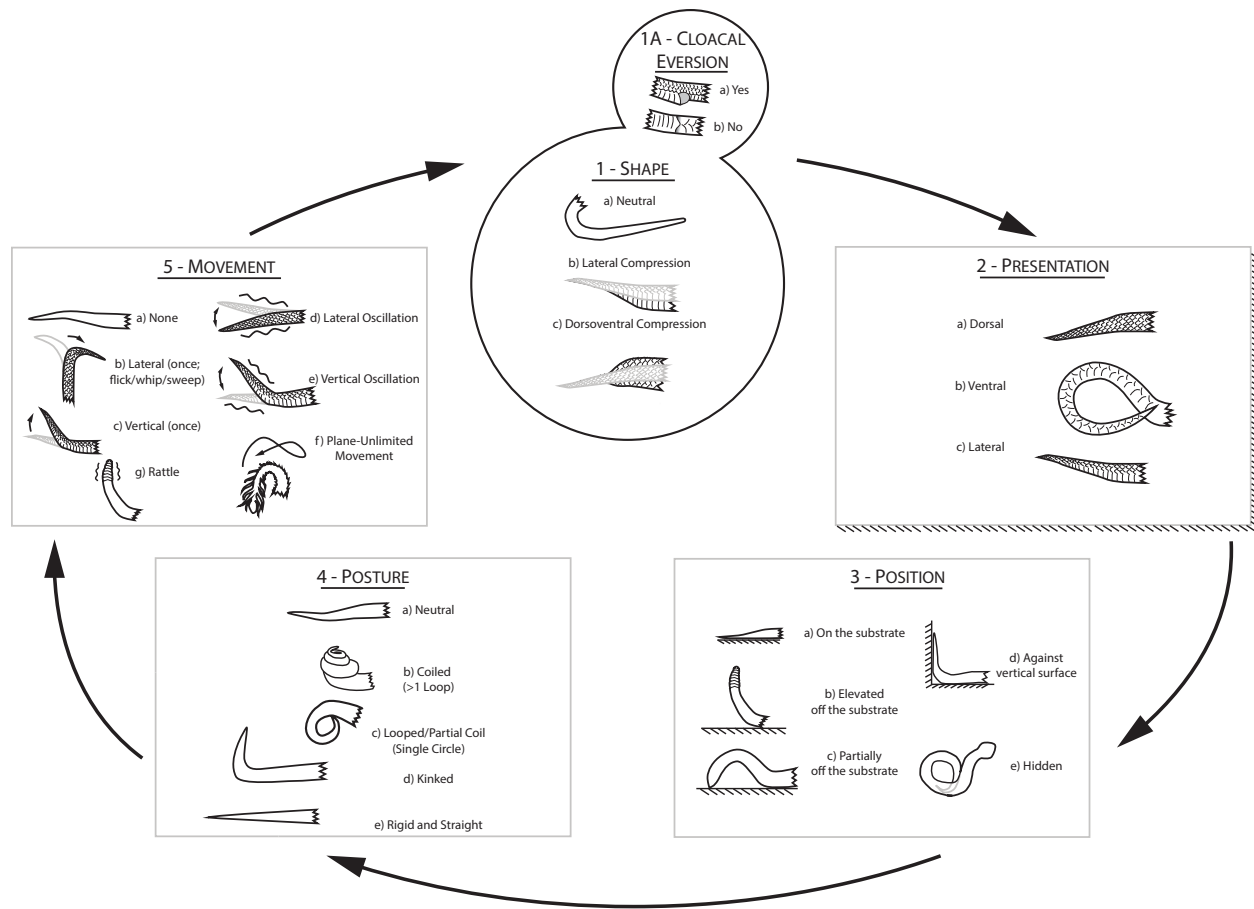 1A - CLOACAL
EVERSION
a) Yes
b) No
1 - SHAPE
a) Neutral
b) Lateral Compression
c) Dorsoventral Compression
2 - PRESENTATION
a) Dorsal
b) Ventral
c) Lateral
3 - POSITION
a) On the substrate
b) Elevated
off the substrate
c) Partially
off the substrate
d) Against
vertical surface
e) Hidden
4 - POSTURE
a) Neutral
b) Coiled
(>1 Loop)
c) Looped/Partial Coil
(Single Circle)
d) Kinked
e) Rigid and Straight
5 - MOVEMENT
a) None
b) Lateral (once;
flick/whip/sweep)
c) Vertical (once)
g) Rattle
d) Lateral Oscillation
e) Vertical Oscillation
f) Plane-Unlimited
Movement